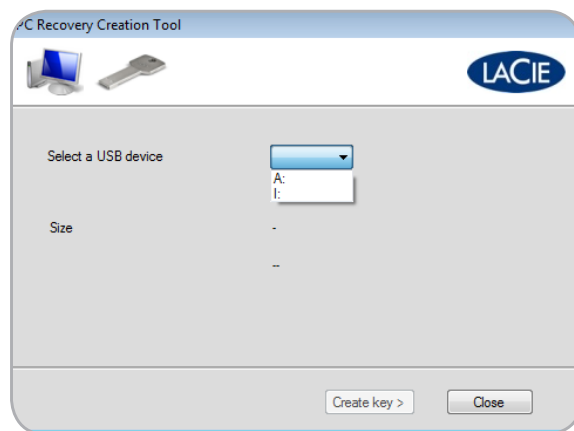 PC Recovery Creation Tool
LACIE
Select a USB device
A:
I:
Size -
--
Create key >
Close